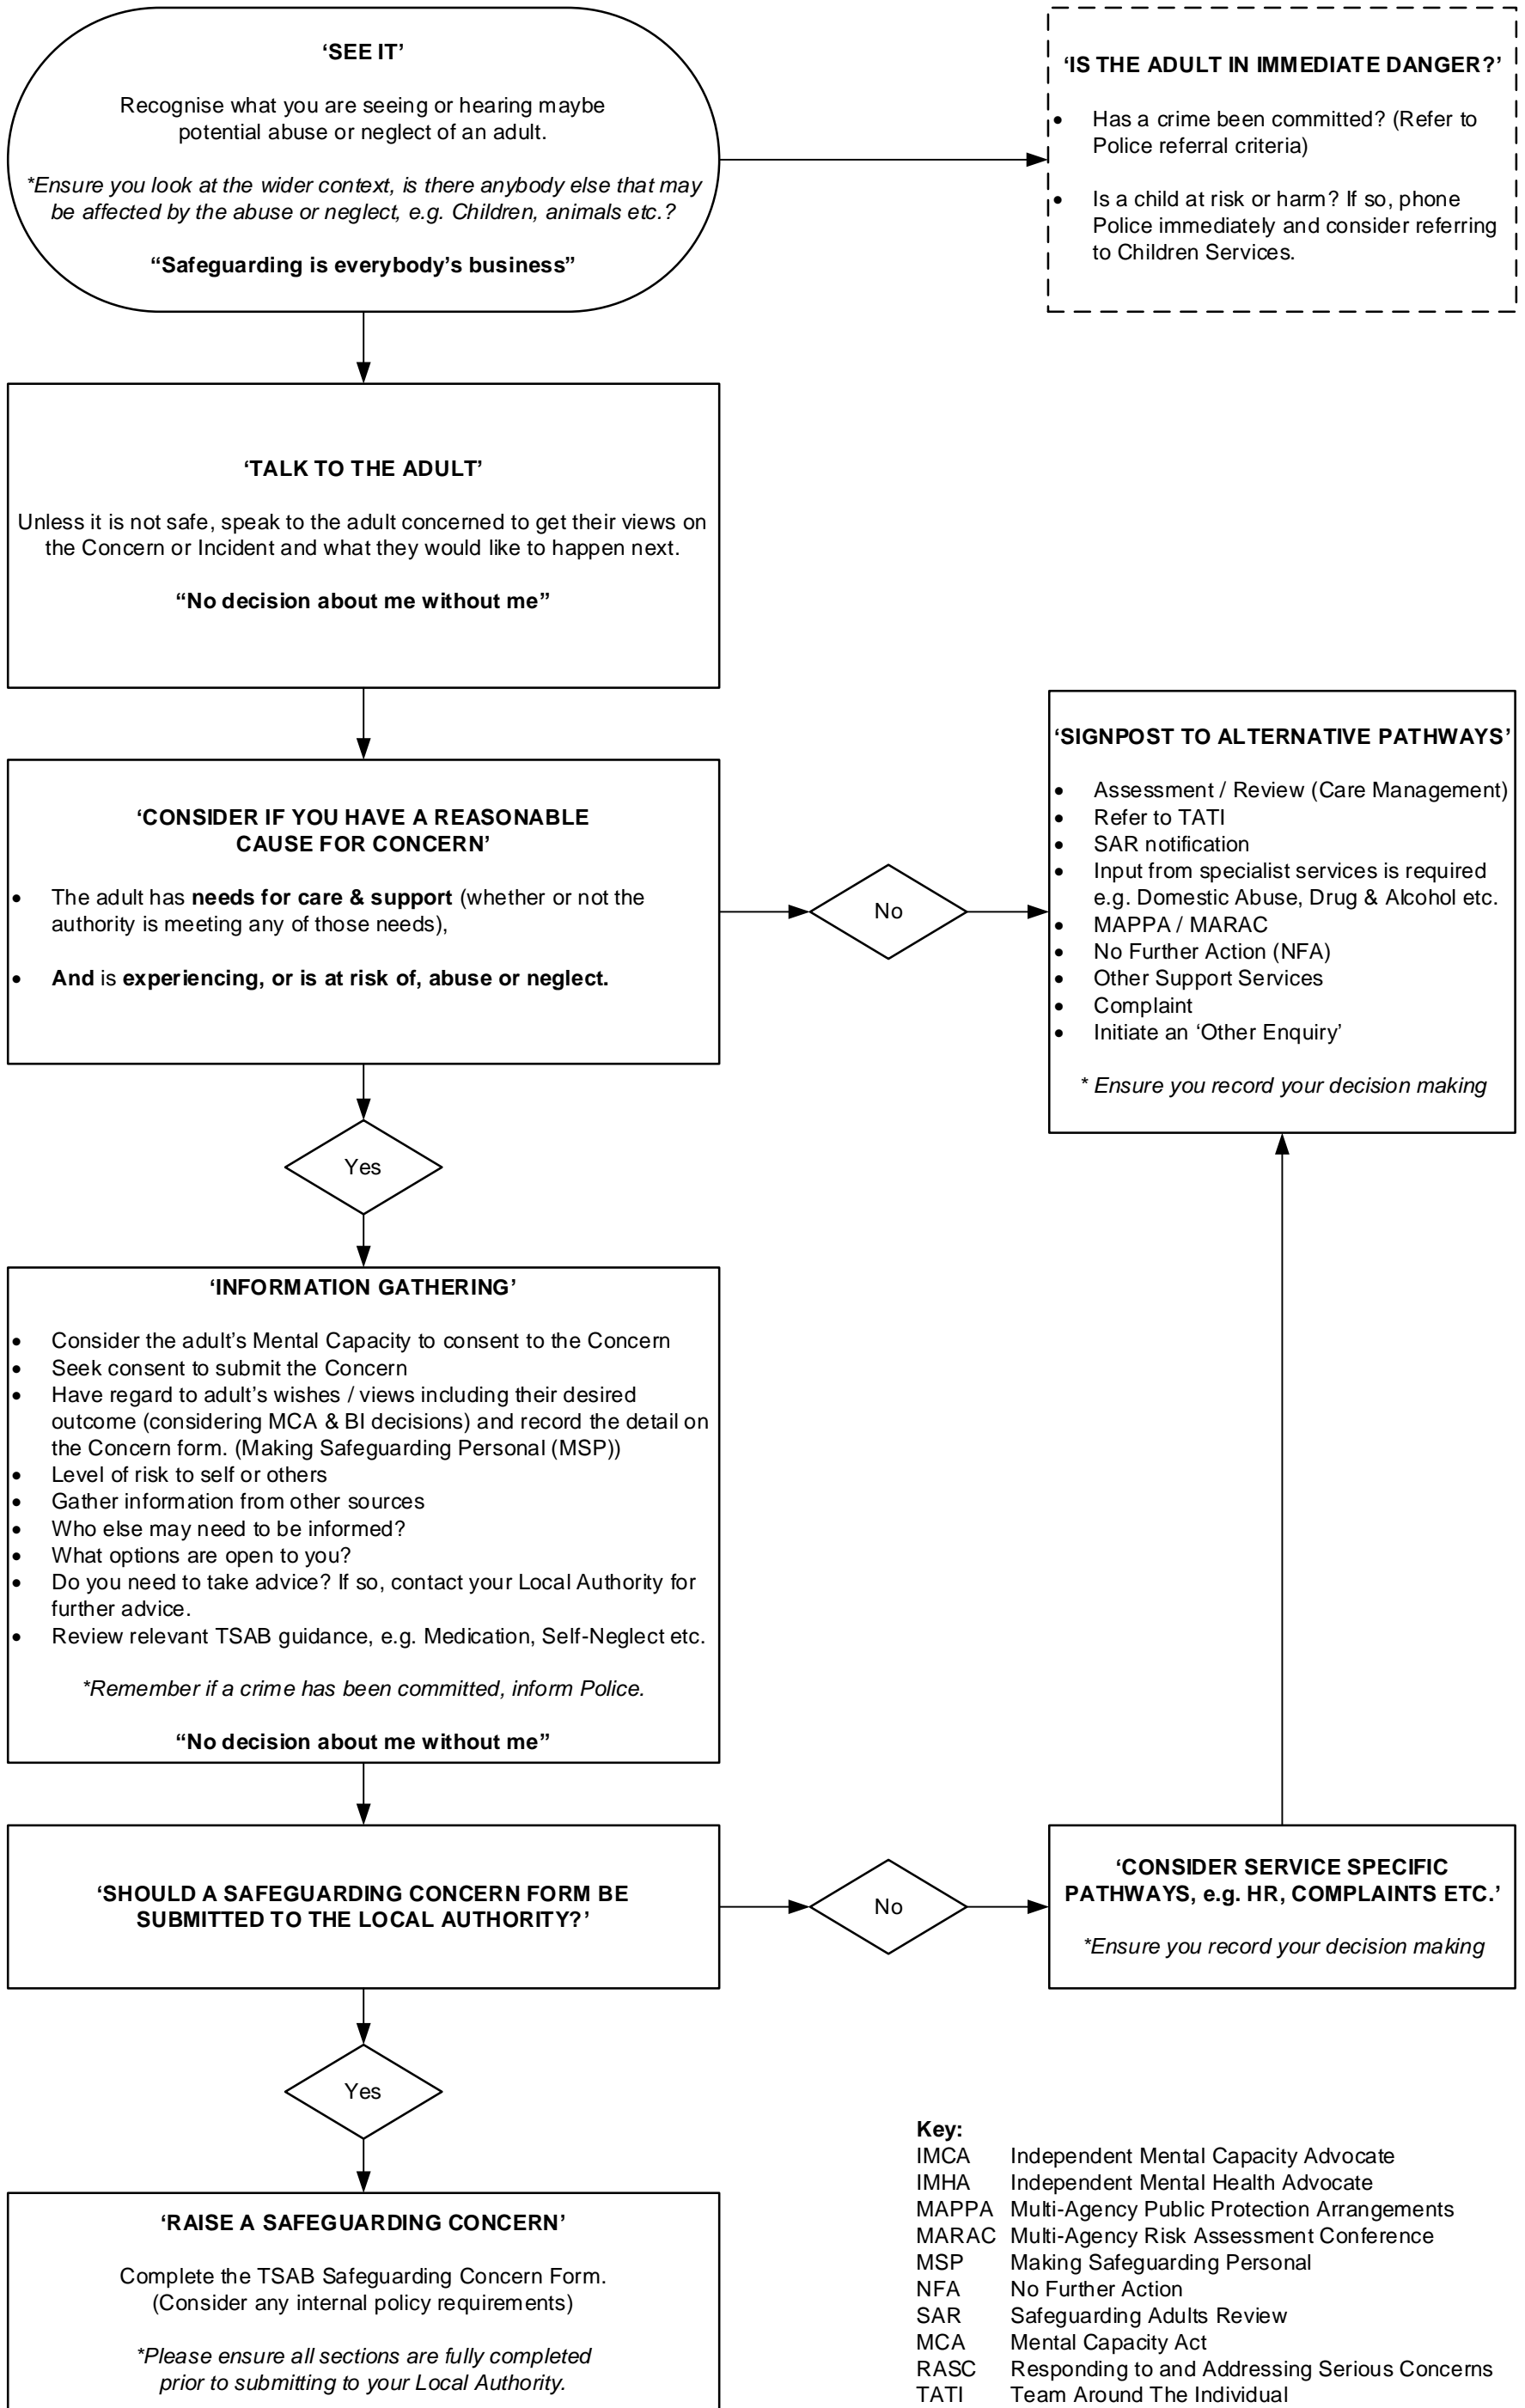 ‘SEE IT’
Recognise what you are seeing or hearing maybe
potential abuse or neglect of an adult.
*Ensure you look at the wider context, is there anybody else that may
be affected by the abuse or neglect, e.g. Children, animals etc.?
“Safeguarding is everybody’s business”
‘IS THE ADULT IN IMMEDIATE DANGER?’
• Has a crime been committed? (Refer to
Police referral criteria)
• Is a child at risk or harm? If so, phone
Police immediately and consider referring
to Children Services.
‘TALK TO THE ADULT’
Unless it is not safe, speak to the adult concerned to get their views on
the Concern or Incident and what they would like to happen next.
“No decision about me without me”
‘CONSIDER IF YOU HAVE A REASONABLE
CAUSE FOR CONCERN’
• The adult has needs for care & support (whether or not the
authority is meeting any of those needs),
• And is experiencing, or is at risk of, abuse or neglect.
No
‘SIGNPOST TO ALTERNATIVE PATHWAYS’
• Assessment / Review (Care Management)
• Refer to TATI
• SAR notification
• Input from specialist services is required
e.g. Domestic Abuse, Drug & Alcohol etc.
• MAPPA / MARAC
• No Further Action (NFA)
• Other Support Services
• Complaint
• Initiate an ‘Other Enquiry’
* Ensure you record your decision making
Yes
‘INFORMATION GATHERING’
• Consider the adult’s Mental Capacity to consent to the Concern
• Seek consent to submit the Concern
• Have regard to adult’s wishes / views including their desired
outcome (considering MCA & BI decisions) and record the detail on
the Concern form. (Making Safeguarding Personal (MSP))
• Level of risk to self or others
• Gather information from other sources
• Who else may need to be informed?
• What options are open to you?
• Do you need to take advice? If so, contact your Local Authority for
further advice.
• Review relevant TSAB guidance, e.g. Medication, Self-Neglect etc.
*Remember if a crime has been committed, inform Police.
“No decision about me without me”
‘SHOULD A SAFEGUARDING CONCERN FORM BE
SUBMITTED TO THE LOCAL AUTHORITY?’
No
‘CONSIDER SERVICE SPECIFIC
PATHWAYS, e.g. HR, COMPLAINTS ETC.’
*Ensure you record your decision making
Yes
‘RAISE A SAFEGUARDING CONCERN’
Complete the TSAB Safeguarding Concern Form.
(Consider any internal policy requirements)
*Please ensure all sections are fully completed
prior to submitting to your Local Authority.
Key:
IMCA Independent Mental Capacity Advocate
IMHA Independent Mental Health Advocate
MAPPA Multi-Agency Public Protection Arrangements
MARAC Multi-Agency Risk Assessment Conference
MSP Making Safeguarding Personal
NFA No Further Action
SAR Safeguarding Adults Review
MCA Mental Capacity Act
RASC Responding to and Addressing Serious Concerns
TATI Team Around The Individual